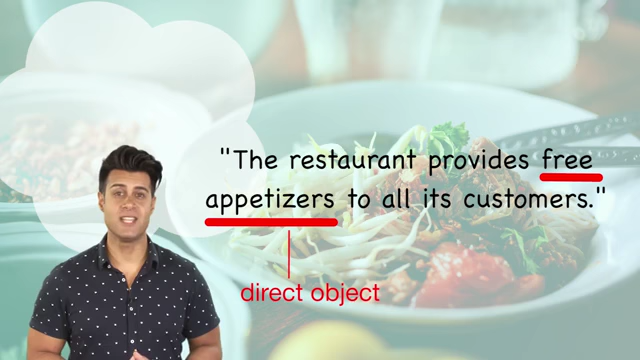 "The restaurant provides free
appetizers to all its customers."
direct object